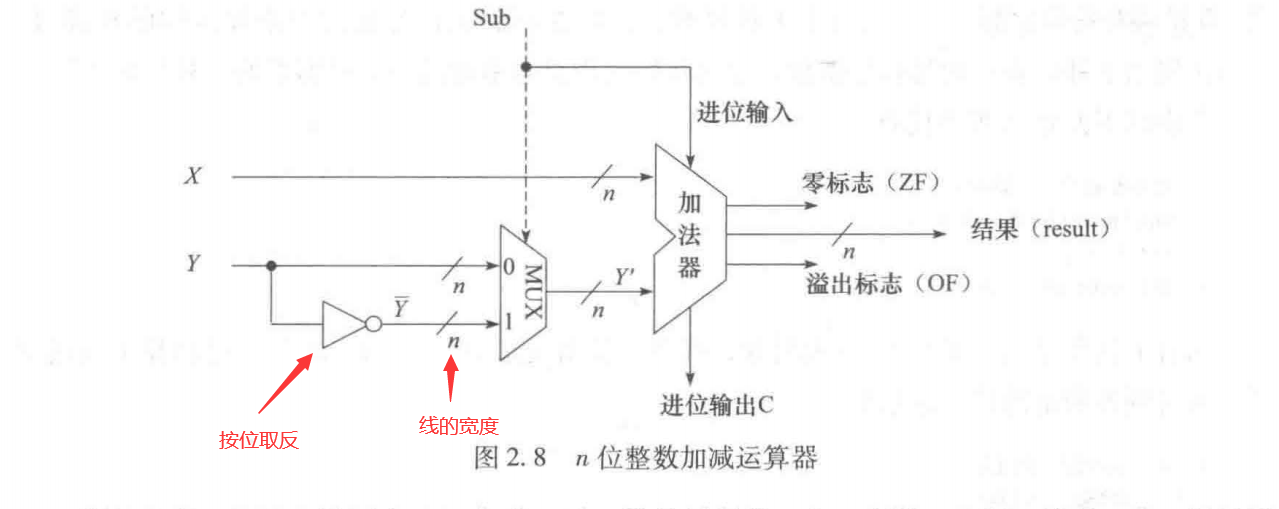 Sub
进位输入
X
n
零标志（ZF）
加法器
结果（result）
n
Y
n
0
MUX
Y′
n
溢出标志（OF）
Y̅
n
1
进位输出C
按位取反
线的宽度
图 2.8 n 位整数加减运算器